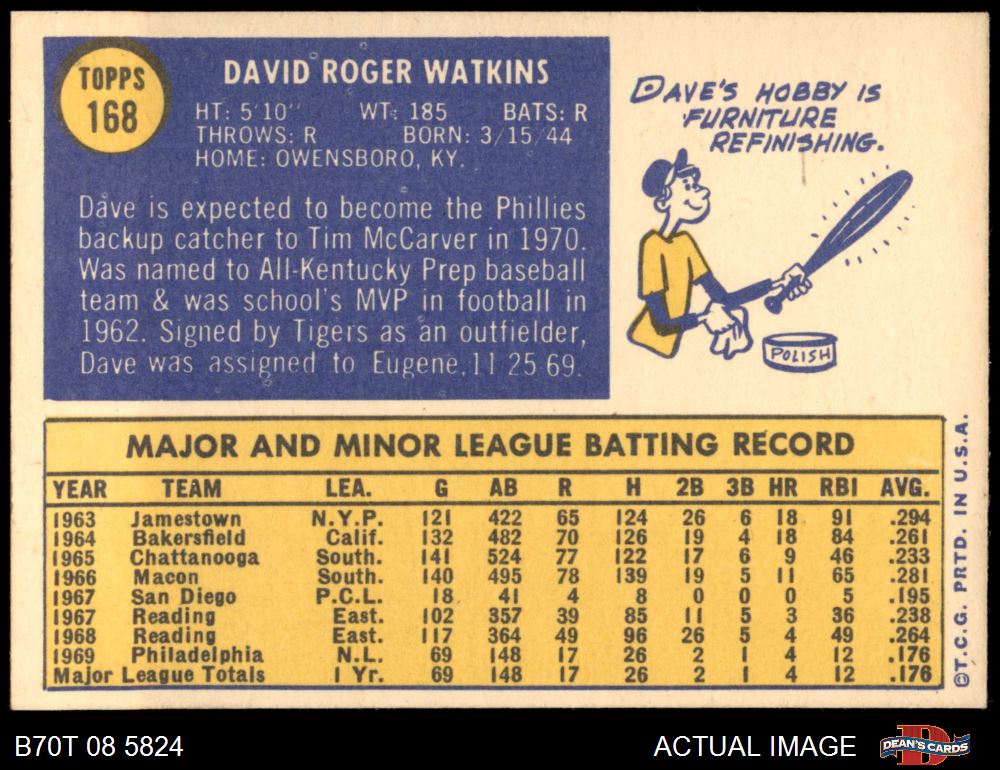 TOPPS
168
DAVID ROGER WATKINS
HT: 5'10" WT: 185 BATS: R
THROWS: R BORN: 3/15/44
HOME: OWENSBORO, KY.
Dave is expected to become the Phillies
backup catcher to Tim McCarver in 1970.
Was named to All-Kentucky Prep baseball
team & was school's MVP in football in
1962. Signed by Tigers as an outfielder,
Dave was assigned to Eugene, 11 25 69.
DAVE'S HOBBY IS
FURNITURE
REFINISHING.
POLISH
MAJOR AND MINOR LEAGUE BATTING RECORD
YEAR TEAM LEA. G AB R H 2B 3B HR RBI AVG.
1963 Jamestown N.Y.P. 121 422 65 124 26 6 18 91 .294
1964 Bakersfield Calif. 132 482 70 126 19 4 18 84 .261
1965 Chattanooga South. 141 524 77 122 17 6 9 46 .233
1966 Macon South. 140 495 78 139 19 5 11 65 .281
1967 San Diego P.C.L. 18 41 4 8 0 0 0 5 .195
1967 Reading East. 102 357 39 85 11 5 3 36 .238
1968 Reading East. 117 364 49 96 26 5 4 49 .264
1969 Philadelphia N.L. 69 148 17 26 2 1 4 12 .176
Major League Totals 1 Yr. 69 148 17 26 2 1 4 12 .176
©T.C.G. PRTD. IN U.S.A.
B70T 08 5824
ACTUAL IMAGE
DEAN'S CARDS